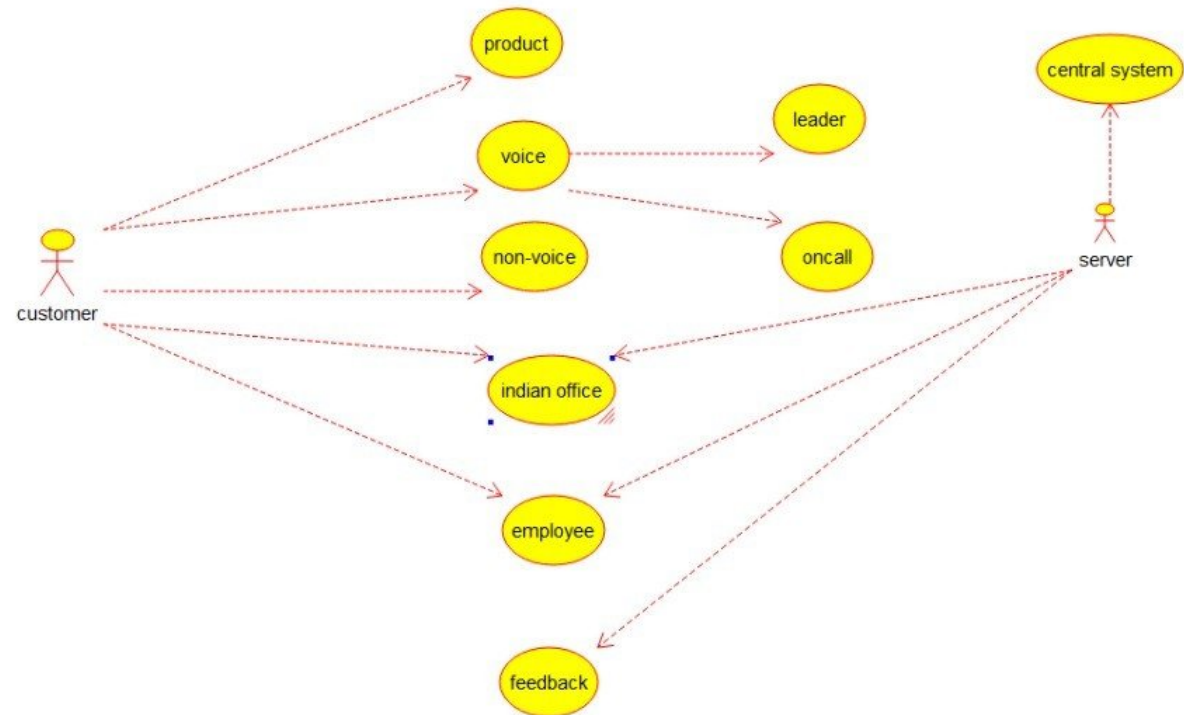 product
central system
leader
voice
non-voice
oncall
server
customer
indian office
employee
feedback